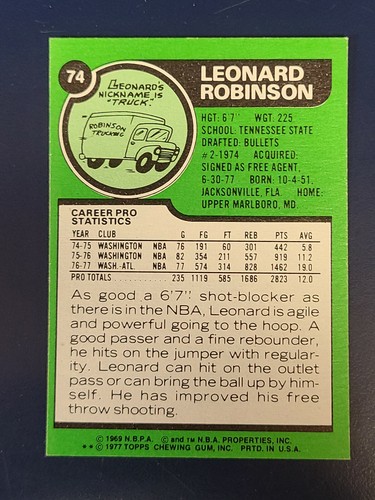 74
LEONARD'S
NICKNAME IS
"TRUCK."
ROBINSON
TRUCKING
LEONARD
ROBINSON
HGT: 6'7" WGT: 225
SCHOOL: TENNESSEE STATE
DRAFTED: BULLETS
#2-1974 ACQUIRED:
SIGNED AS FREE AGENT,
6-30-77 BORN: 10-4-51,
JACKSONVILLE, FLA HOME:
UPPER MARLBORO, MD
CAREER PRO
STATISTICS
YEAR CLUB G FG FT REB PTS AVG
74-75 WASHINGTON NBA 76 191 60 301 442 5.8
75-76 WASHINGTON NBA 82 354 211 557 919 11.2
76-77 WASH.-ATL NBA 77 574 314 828 1462 19.0
PRO TOTALS . . . . . . . . . . . . 235 1119 585 1686 2823 12.0
As good a 6'7" shot-blocker as
there is in the NBA, Leonard is agile
and powerful going to the hoop. A
good passer and a fine rebounder,
he hits on the jumper with regular-
ity. Leonard can hit on the outlet
pass or can bring the ball up by him-
self. He has improved his free
throw shooting.
© 1969 N.B.P.A. © and ™ N.B.A. PROPERTIES, INC.
** © 1977 TOPPS CHEWING GUM, INC. PRTD. IN U.S.A.